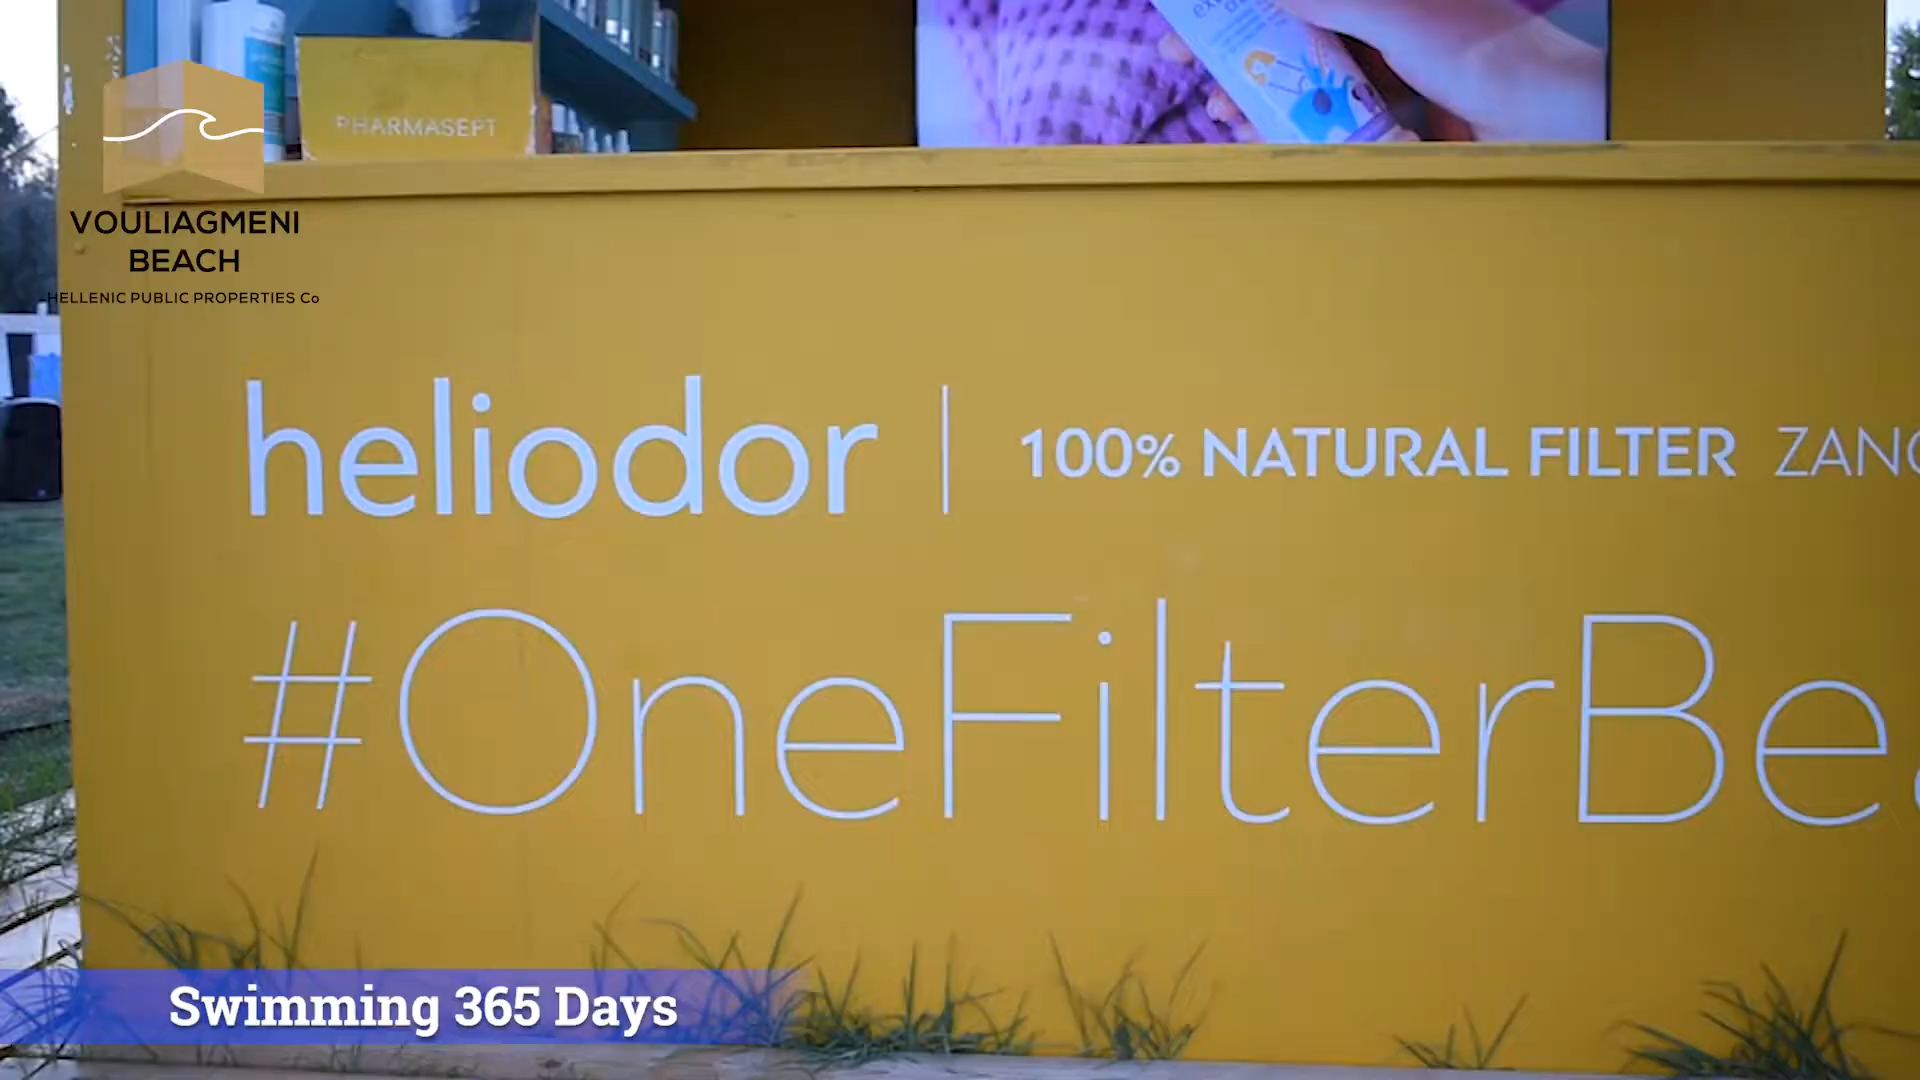 PHARMASEPT
VOULIAGMENI
BEACH
HELLENIC PUBLIC PROPERTIES Co
heliodor | 100% NATURAL FILTER
#OneFilterBe
Swimming 365 Days